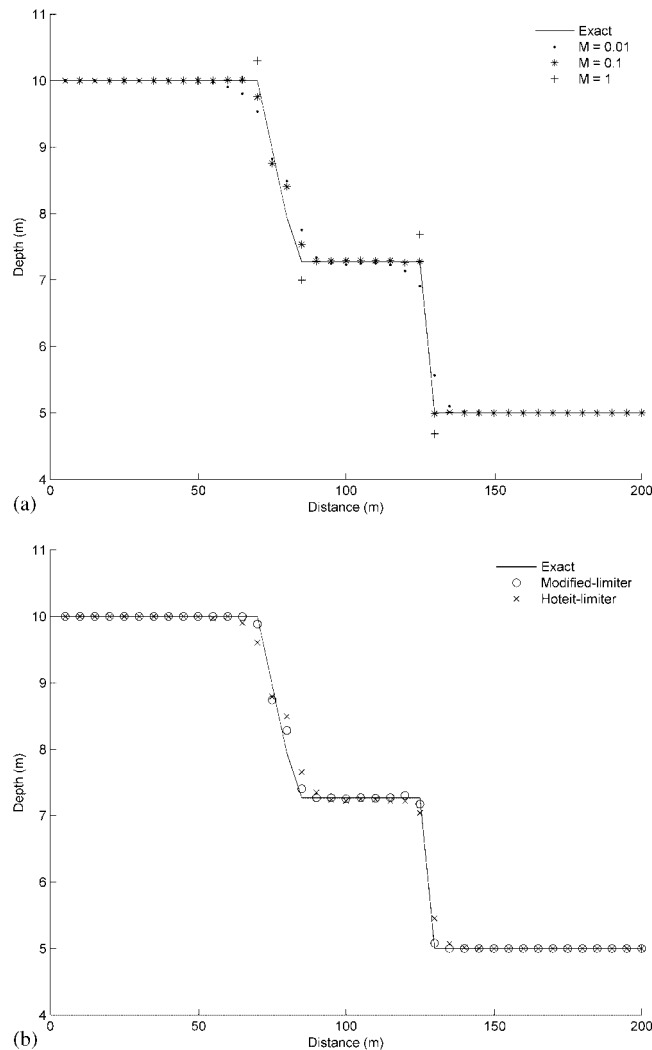 11
10
9
8
7
6
5
4
Depth (m)
0
50
100
150
200
Distance (m)
Exact
M = 0.01
M = 0.1
M = 1
(a)
11
10
9
8
7
6
5
4
Depth (m)
0
50
100
150
200
Distance (m)
Exact
Modified-limiter
Hoteit-limiter
(b)